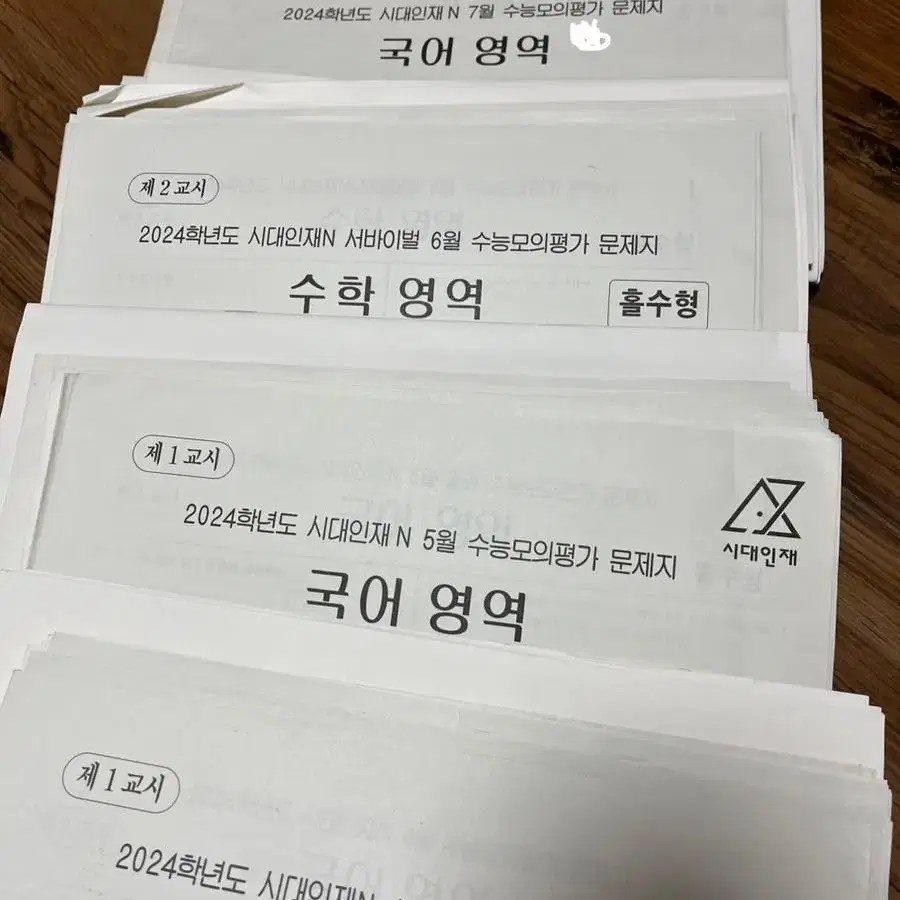 2024학년도 시대인재 N 7월 수능모의평가 문제지
국어 영역
제 2 교시
2024학년도 시대인재N 서바이벌 6월 수능모의평가 문제지
수학 영역
홀수형
제 1 교시
2024학년도 시대인재 N 5월 수능모의평가 문제지
시대인재
국어 영역
제 1 교시
2024학년도 시대인재N